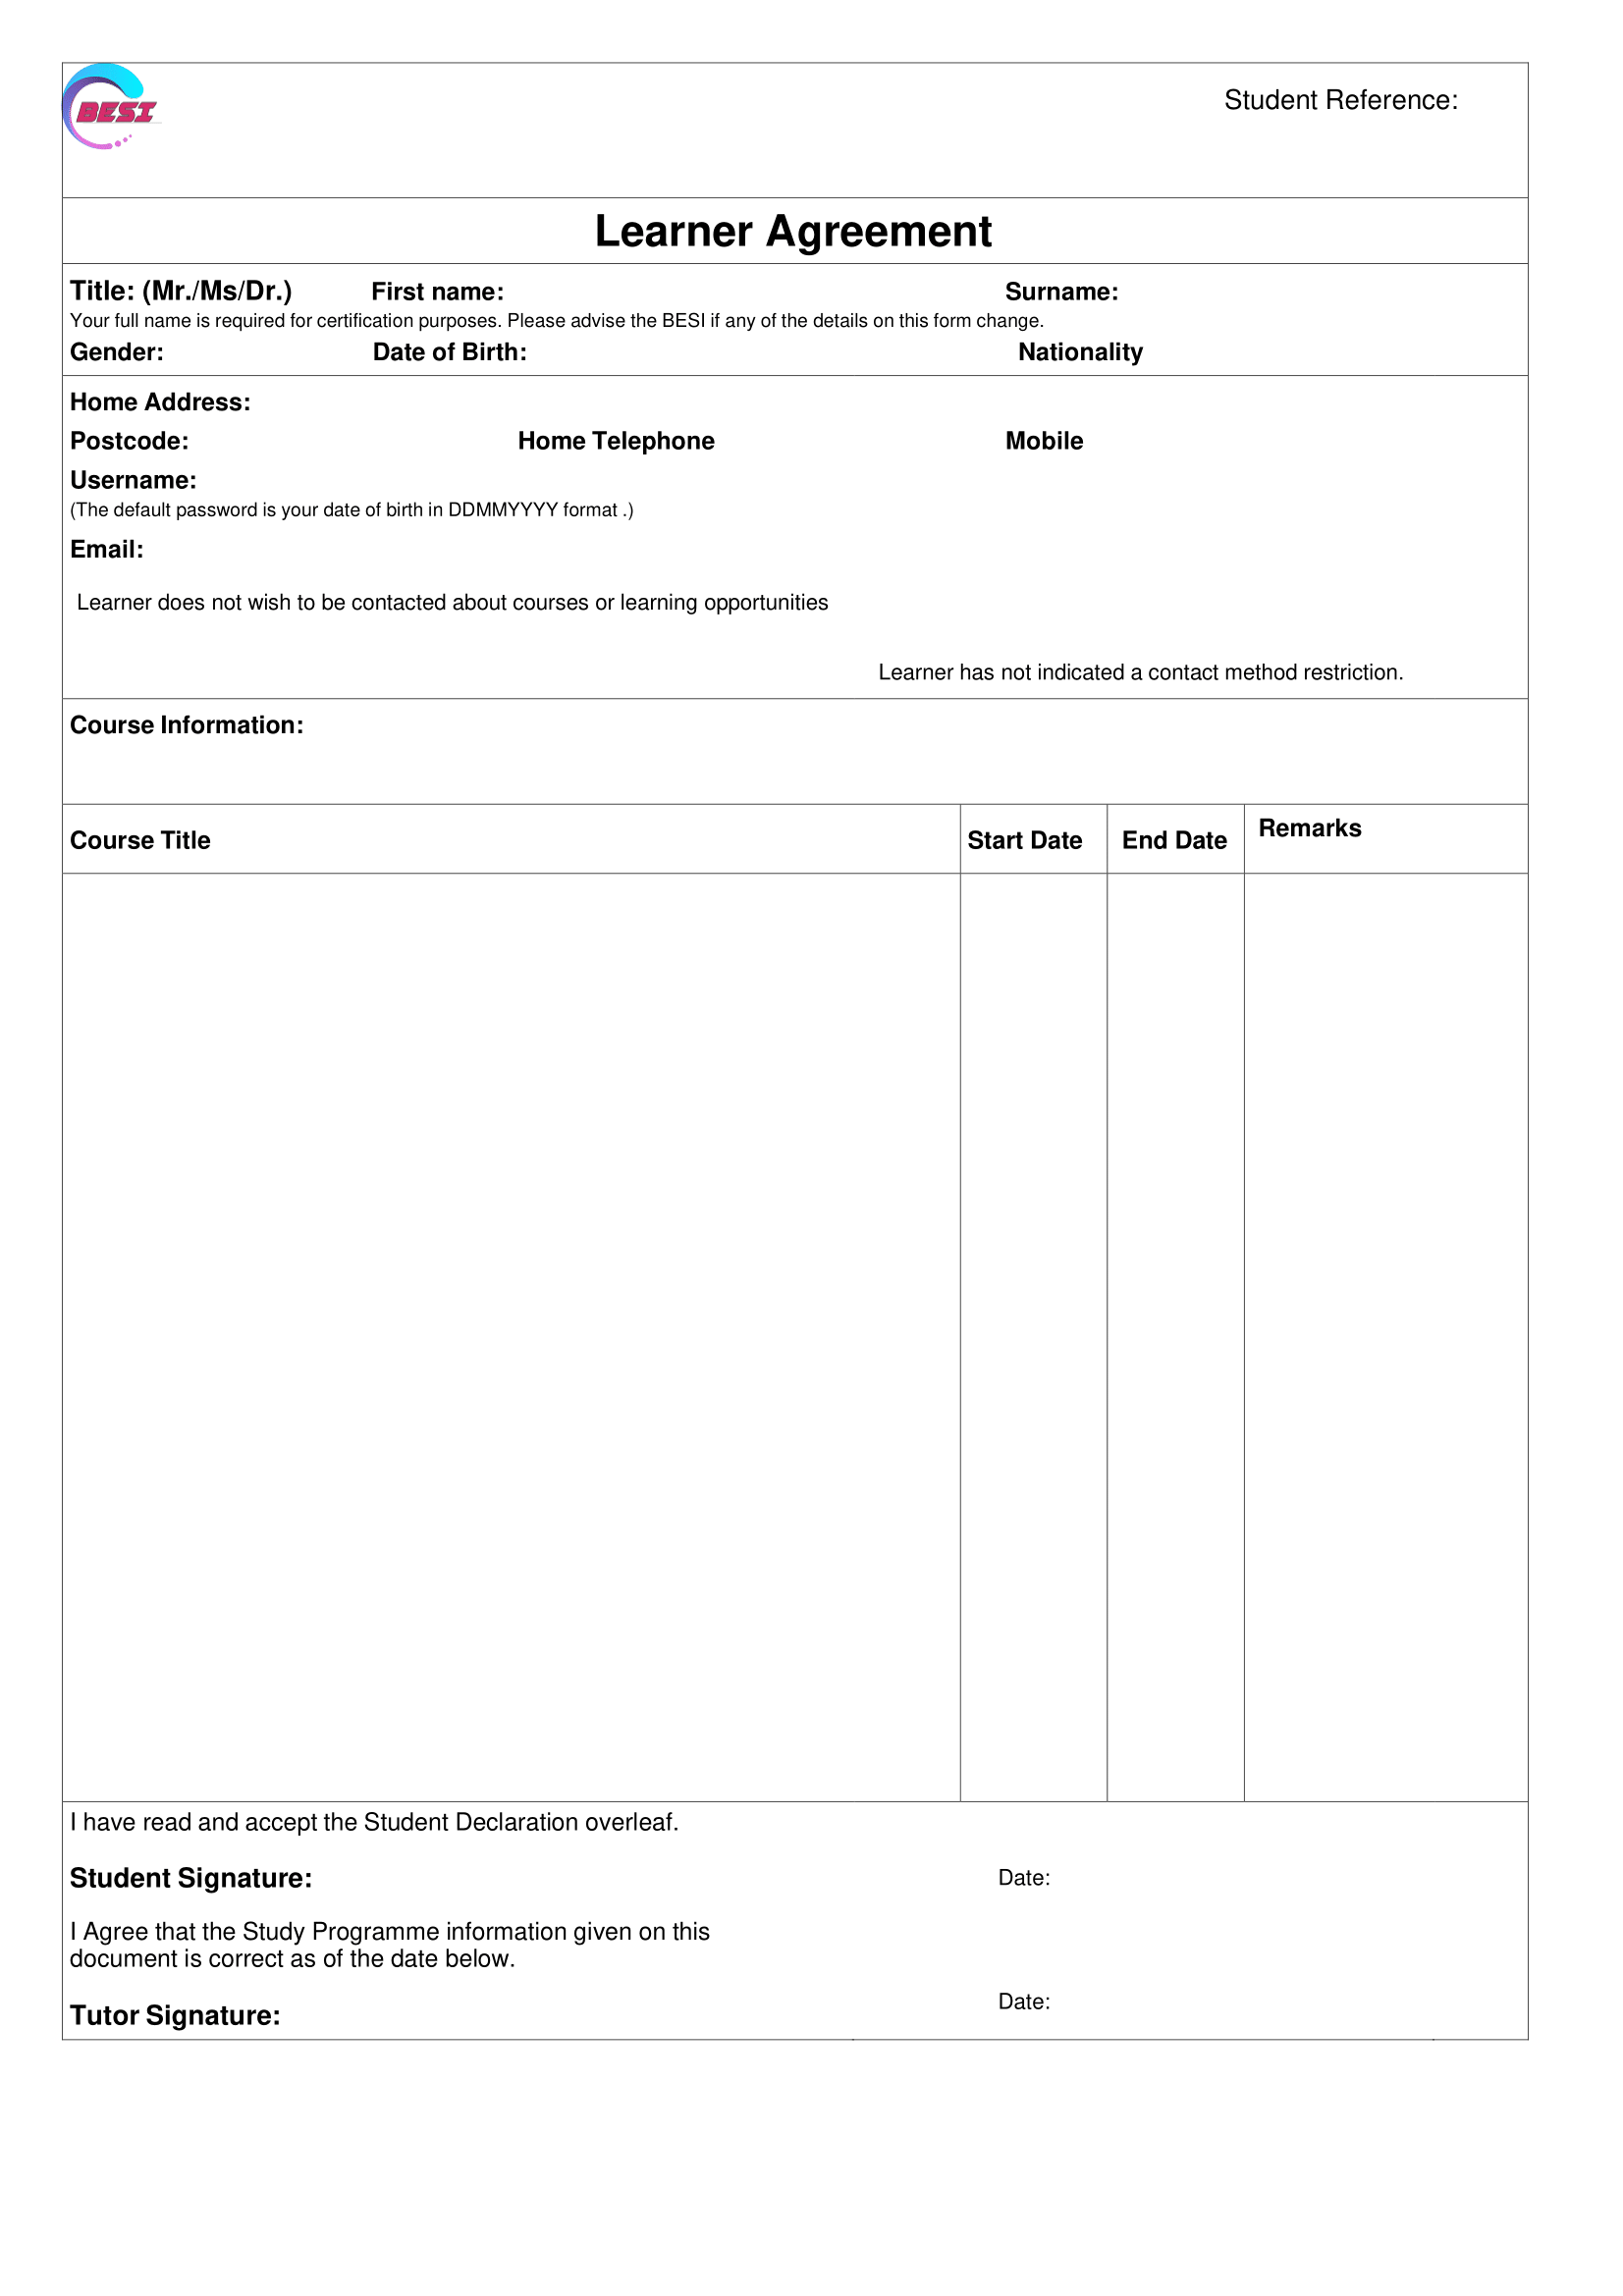 BESI
Student Reference:
Learner Agreement
Title: (Mr./Ms/Dr.) First name: Surname:
Your full name is required for certification purposes. Please advise the BESI if any of the details on this form change.
Gender: Date of Birth: Nationality
Home Address:
Postcode: Home Telephone Mobile
Username:
(The default password is your date of birth in DDMMYYYY format .)
Email:
Learner does not wish to be contacted about courses or learning opportunities
Learner has not indicated a contact method restriction.
Course Information:
Course Title Start Date End Date Remarks
I have read and accept the Student Declaration overleaf.
Student Signature: Date:
I Agree that the Study Programme information given on this
document is correct as of the date below.
Tutor Signature: Date: